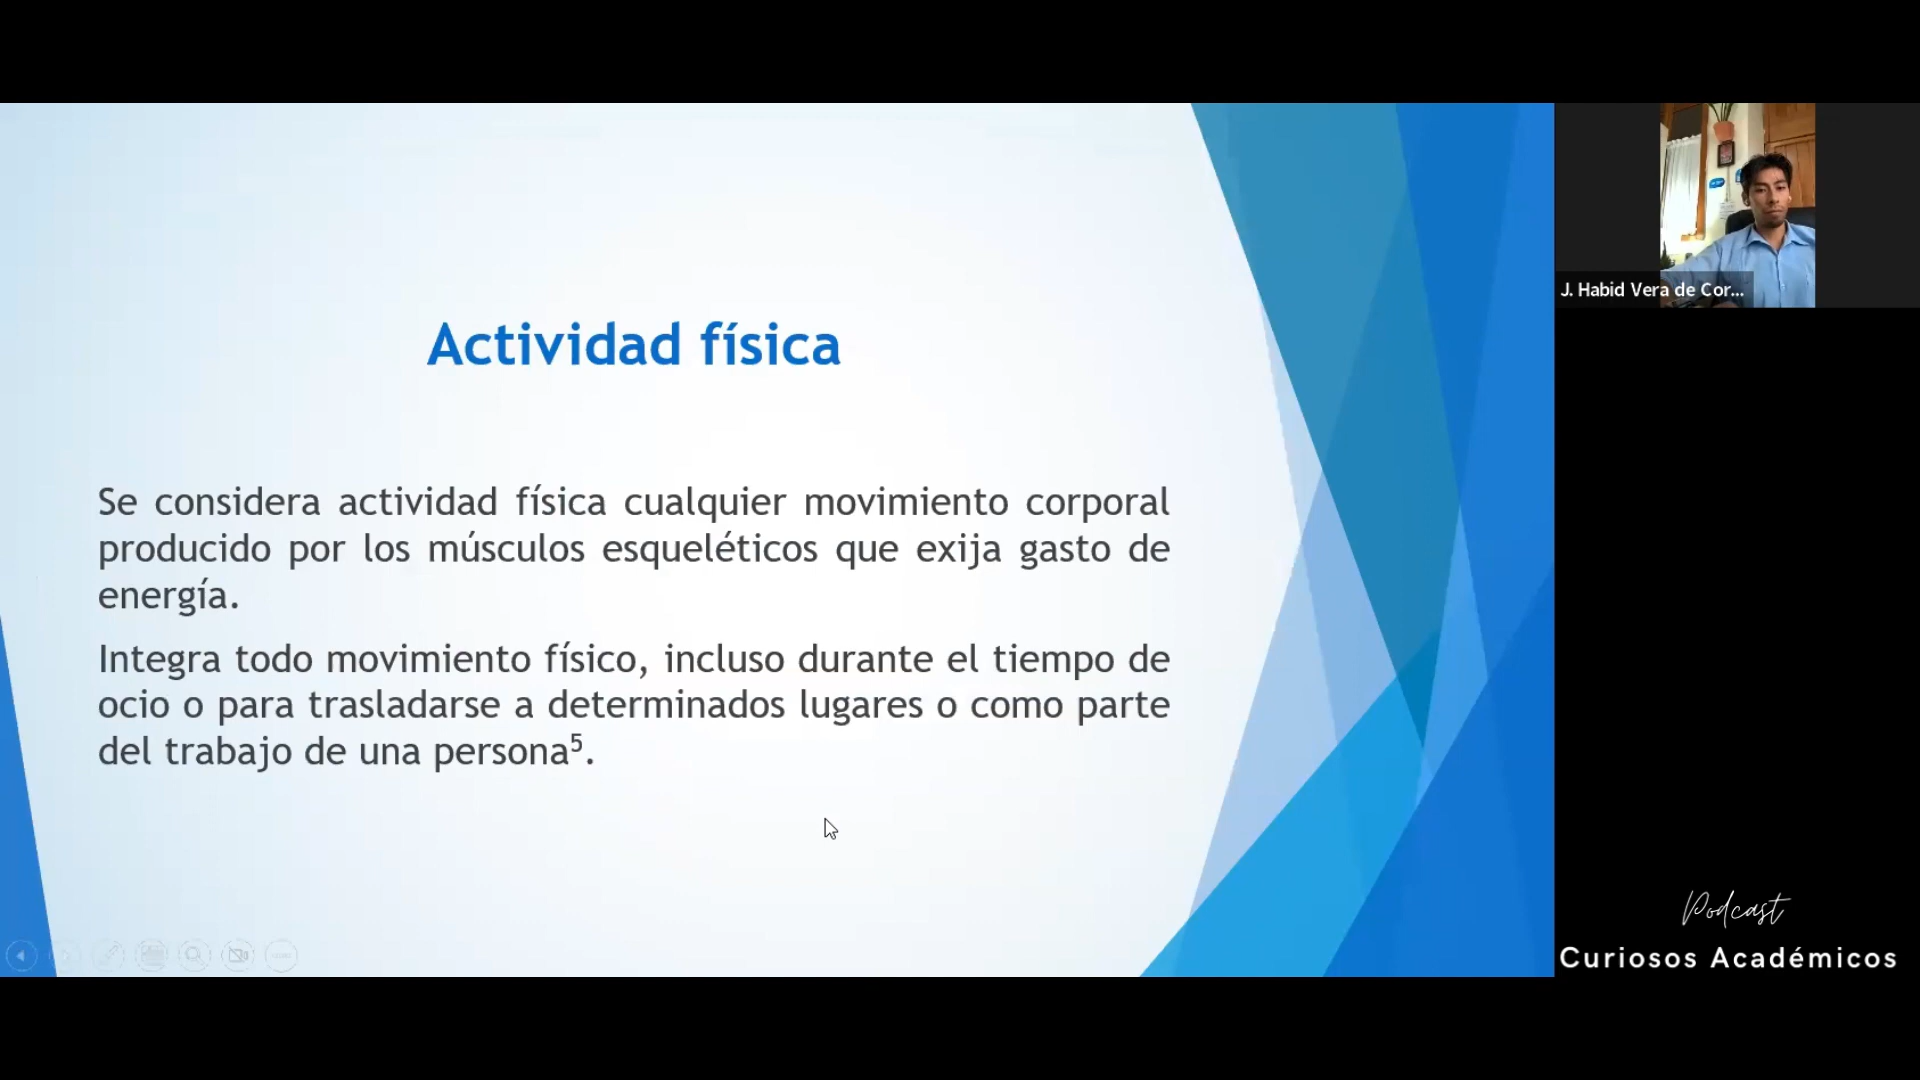 Actividad física
Se considera actividad física cualquier movimiento corporal
producido por los músculos esqueléticos que exija gasto de
energía.
Integra todo movimiento físico, incluso durante el tiempo de
ocio o para trasladarse a determinados lugares o como parte
del trabajo de una persona⁵.
J. Habid Vera de Cor...
Podcast
Curiosos Académicos